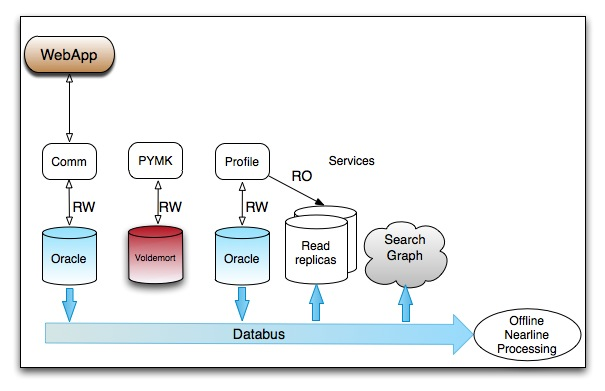 WebApp
Comm
PYMK
Profile
Services
RO
RW
RW
RW
Oracle
Voldemort
Oracle
Read
replicas
Search
Graph
Databus
Offline
Nearline
Processing